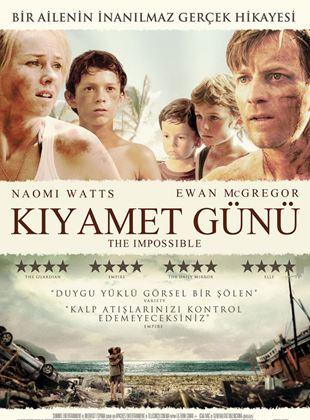 BİR AİLENİN İNANILMAZ GERÇEK HİKAYESİ
NAOMI WATTS EWAN McGREGOR
KIYAMET GÜNÜ
THE IMPOSSIBLE
★★★★ ★★★★ ★★★★ ★★★★
THE GUARDIAN EMPIRE THE DAILY MIRROR ELLE
"DUYGU YÜKLÜ GÖRSEL BİR ŞÖLEN"
VARIETY
"KALP ATIŞLARINIZI KONTROL
EDEMEYECEKSİNİZ"
EMPIRE